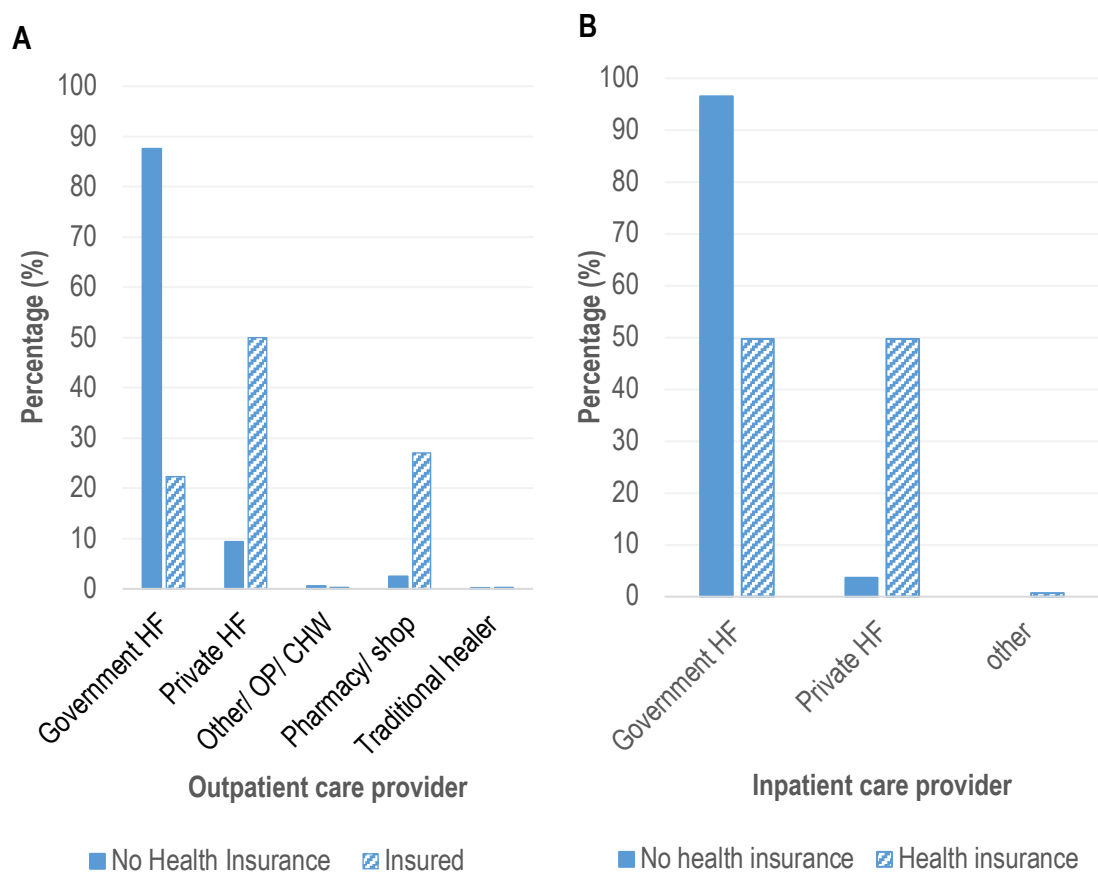 A
Percentage (%)
100
90
80
70
60
50
40
30
20
10
0
Government HF
Private HF
Other/ OP/ CHW
Pharmacy/ shop
Traditional healer
Outpatient care provider
No Health Insurance
Insured
B
Percentage (%)
100
90
80
70
60
50
40
30
20
10
0
Government HF
Private HF
other
Inpatient care provider
No health insurance
Health insurance